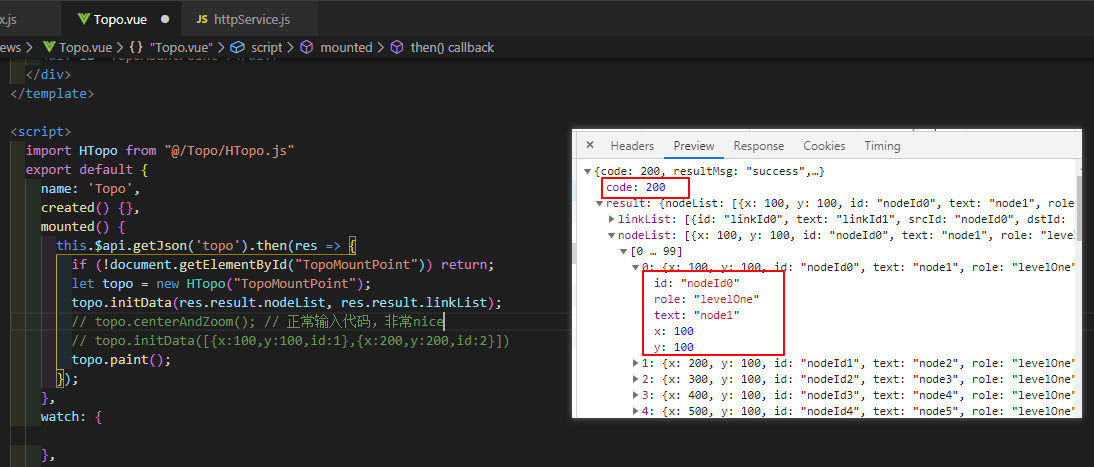 x.js
Topo.vue ●
JS httpService.js
ews > Topo.vue > {} "Topo.vue" > script > mounted > then() callback
</div>
</template>
<script>
import HTopo from "@/Topo/HTopo.js"
export default {
name: 'Topo',
created() {},
mounted() {
this.$api.getJson('topo').then(res => {
if (!document.getElementById("TopoMountPoint")) return;
let topo = new HTopo("TopoMountPoint");
topo.initData(res.result.nodeList, res.result.linkList);
// topo.centerAndZoom(); // 正常输入代码，非常nice
// topo.initData([{x:100,y:100,id:1},{x:200,y:200,id:2}])
topo.paint();
});
},
watch: {
},
× Headers Preview Response Cookies Timing
▼{code: 200, resultMsg: "success",…}
code: 200
▼result: {nodeList: [{x: 100, y: 100, id: "nodeId0", text: "node1", role
▶linkList: [{id: "linkId0", text: "linkId1", srcId: "nodeId0", dstId:
▼nodeList: [{x: 100, y: 100, id: "nodeId0", text: "node1", role: "level
▼[0 … 99]
▼0: {x: 100, y: 100, id: "nodeId0", text: "node1", role: "levelOne"
id: "nodeId0"
role: "levelOne"
text: "node1"
x: 100
y: 100
▶1: {x: 200, y: 100, id: "nodeId1", text: "node2", role: "levelOne"
▶2: {x: 300, y: 100, id: "nodeId2", text: "node3", role: "levelOne"
▶3: {x: 400, y: 100, id: "nodeId3", text: "node4", role: "levelOne"
▶4: {x: 500, y: 100, id: "nodeId4", text: "node5", role: "levelOne"